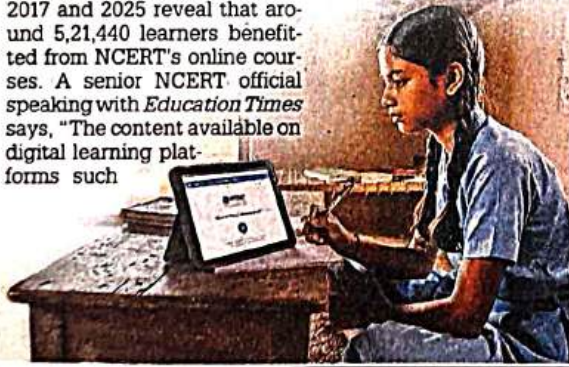 2017 and 2025 reveal that aro-
und 5,21,440 learners benefit-
ted from NCERT's online cour-
ses. A senior NCERT official
speaking with Education Times
says, "The content available on
digital learning plat-
forms such